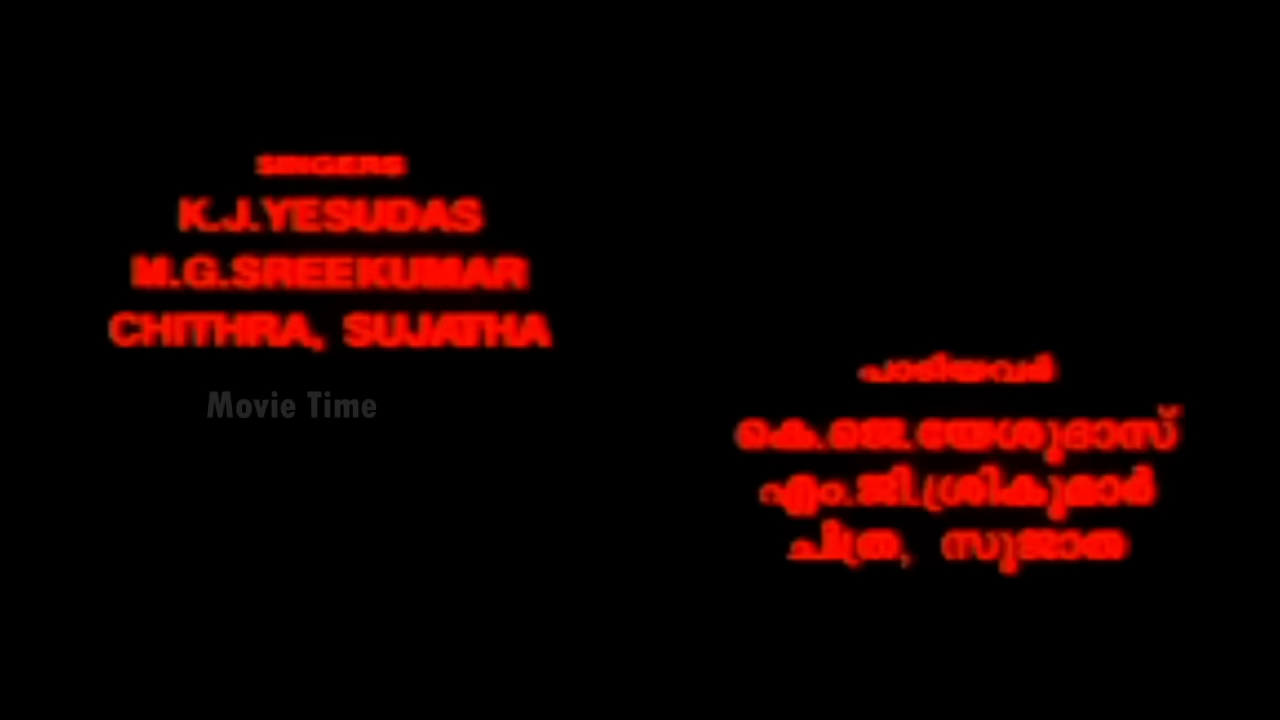 SINGERS
K.J.YESUDAS
M.G.SREEKUMAR
CHITHRA, SUJATHA
Movie Time
പാടിയവർ
കെ.ജെ.യേശുദാസ്
എം.ജി.ശ്രീകുമാർ
ചിത്ര, സുജാത